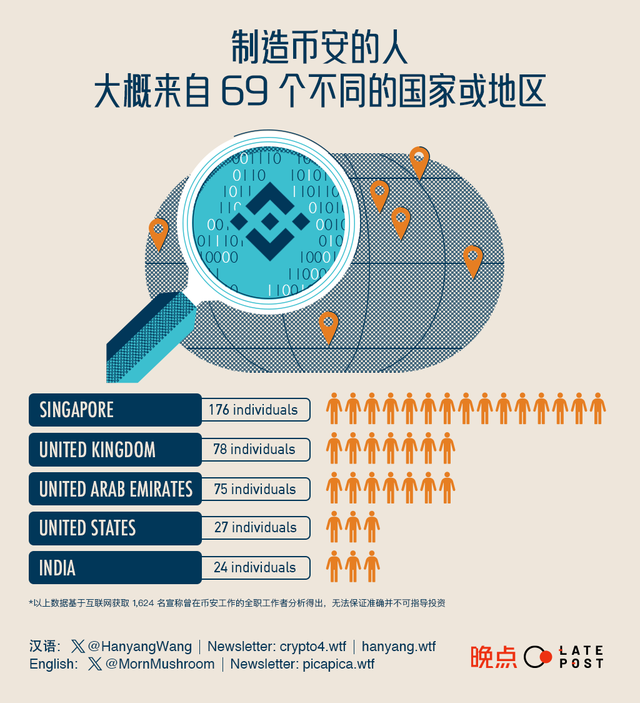 制造币安的人
大概来自 69 个不同的国家或地区
SINGAPORE 176 individuals
UNITED KINGDOM 78 individuals
UNITED ARAB EMIRATES 75 individuals
UNITED STATES 27 individuals
INDIA 24 individuals
*以上数据基于互联网获取 1,624 名宣称曾在币安工作的全职工作者分析得出，无法保证准确并不可指导投资
汉语： X @HanyangWang | Newsletter: crypto4.wtf | hanyang.wtf
English: X @MornMushroom | Newsletter: picapica.wtf
晚点 LATE
POST